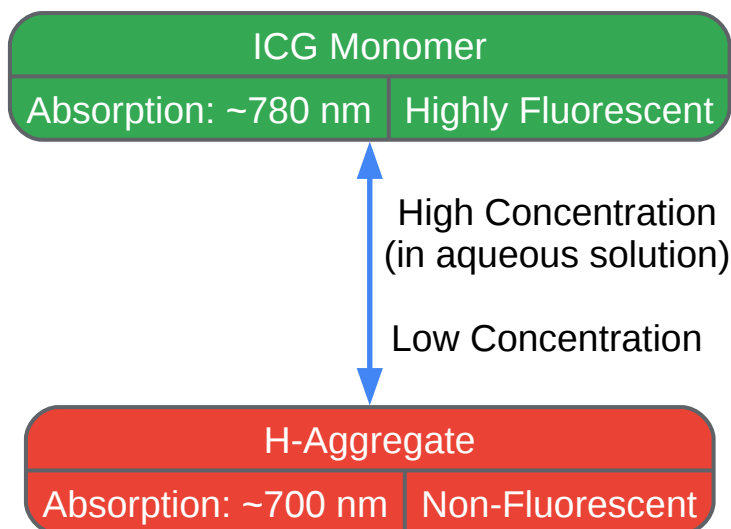 ICG Monomer
Absorption: ~780 nm
Highly Fluorescent
High Concentration
(in aqueous solution)
Low Concentration
H-Aggregate
Absorption: ~700 nm
Non-Fluorescent